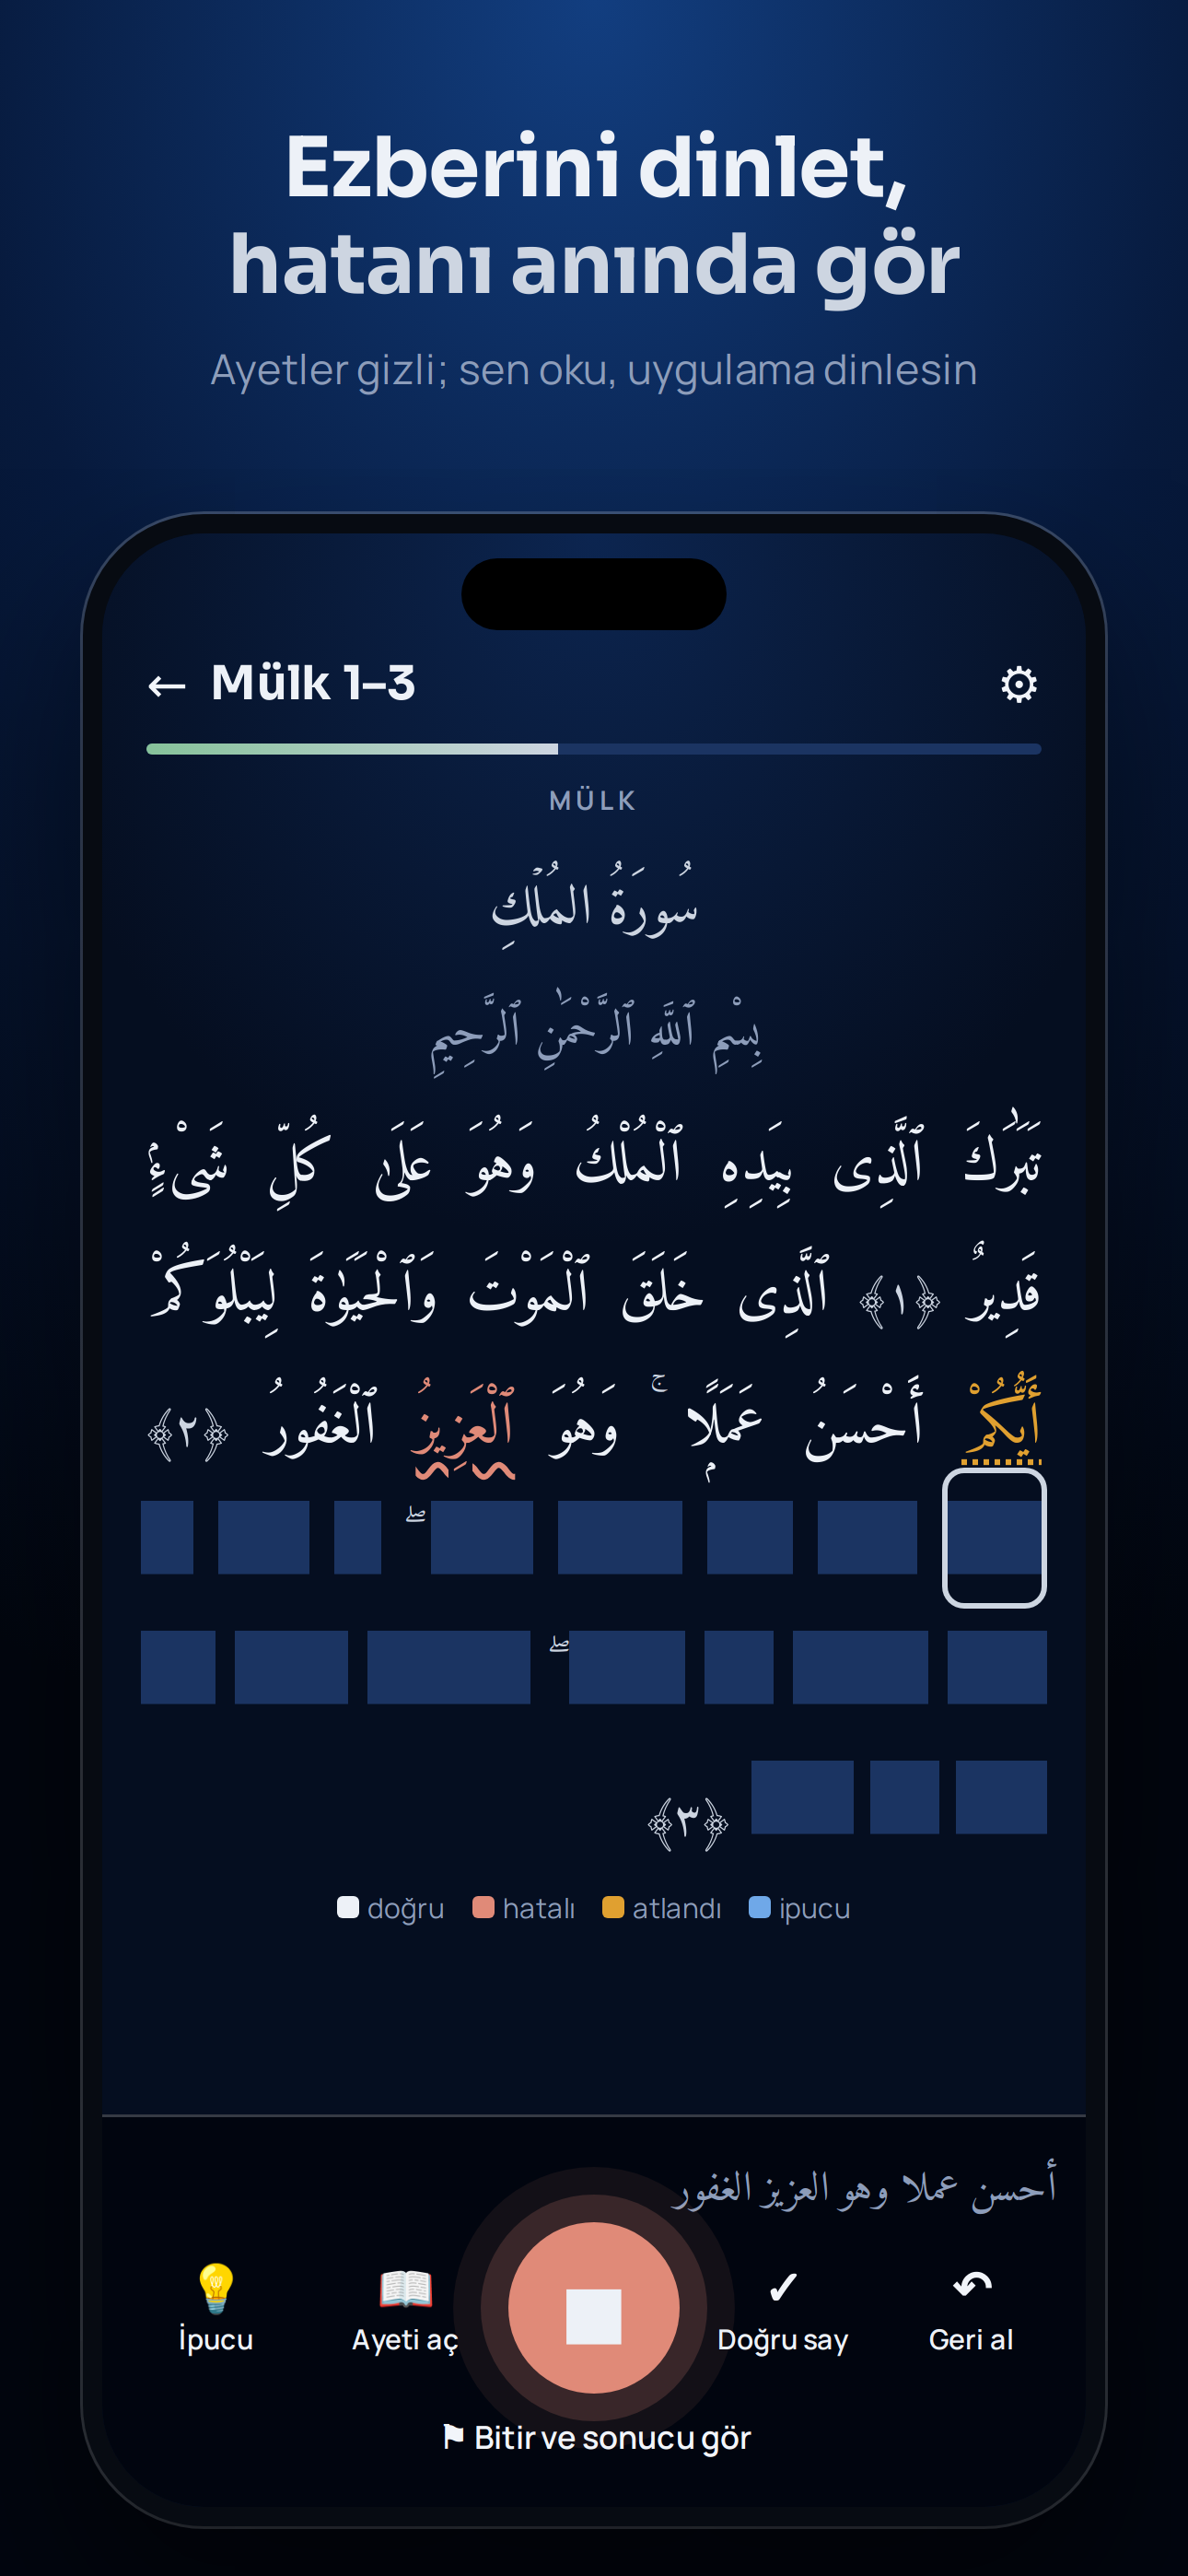 Ezberini dinlet,
hatanı anında gör
Ayetler gizli; sen oku, uygulama dinlesin
← Mülk 1–3 ⚙
MÜLK
سُورَةُ المُلۡكِ
بِسْمِ ٱللَّهِ ٱلرَّحْمَٰنِ ٱلرَّحِيمِ
تَبَٰرَكَ ٱلَّذِى بِيَدِهِ ٱلْمُلْكُ وَهُوَ عَلَىٰ كُلِّ شَىْءٍۢ
قَدِيرٌ ﴿١﴾ ٱلَّذِى خَلَقَ ٱلْمَوْتَ وَٱلْحَيَوٰةَ لِيَبْلُوَكُمْ
أَيُّكُمْ أَحْسَنُ عَمَلًۭا ۚ وَهُوَ ٱلْعَزِيزُ ٱلْغَفُورُ ﴿٢﴾
ۖ
ۖ
﴿٣﴾
doğru hatalı atlandı ipucu
أحسن عملا وهو العزيز الغفور
İpucu Ayeti aç Doğru say Geri al
Bitir ve sonucu gör